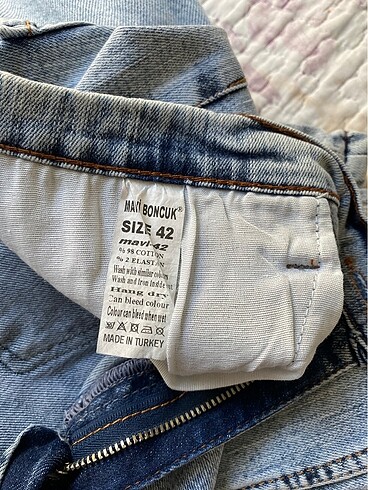 BONCUK®
SIZE 42
mavi-42
% 98 COTTON
% 2 ELASTAN
Wash with similar colours
Wash and Iron Inside out
Hang dry
Can bleed colour
Colour can bleed when wet
MADE IN TURKEY